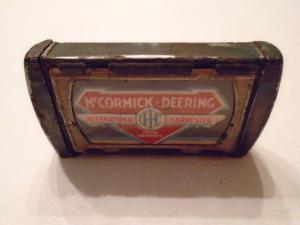 McCORMICK-DEERING
INTERNATIONAL IHC HARVESTER